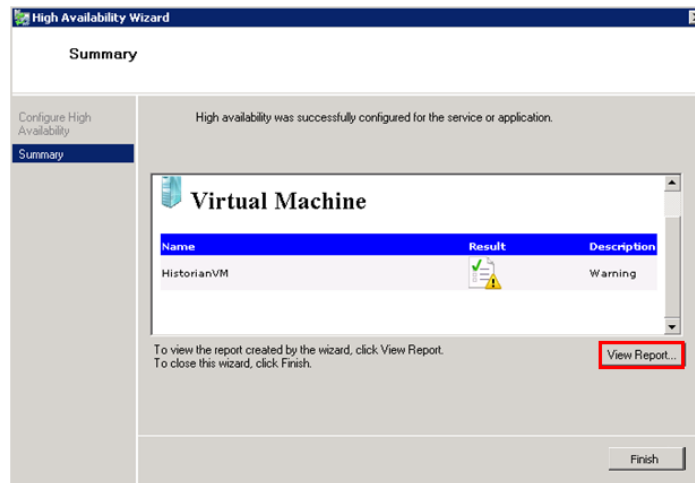 High Availability Wizard
Summary
Configure High
Availability
Summary
High availability was successfully configured for the service or application.
Virtual Machine
Name Result Description
HistorianVM Warning
To view the report created by the wizard, click View Report.
To close this wizard, click Finish.
View Report...
Finish